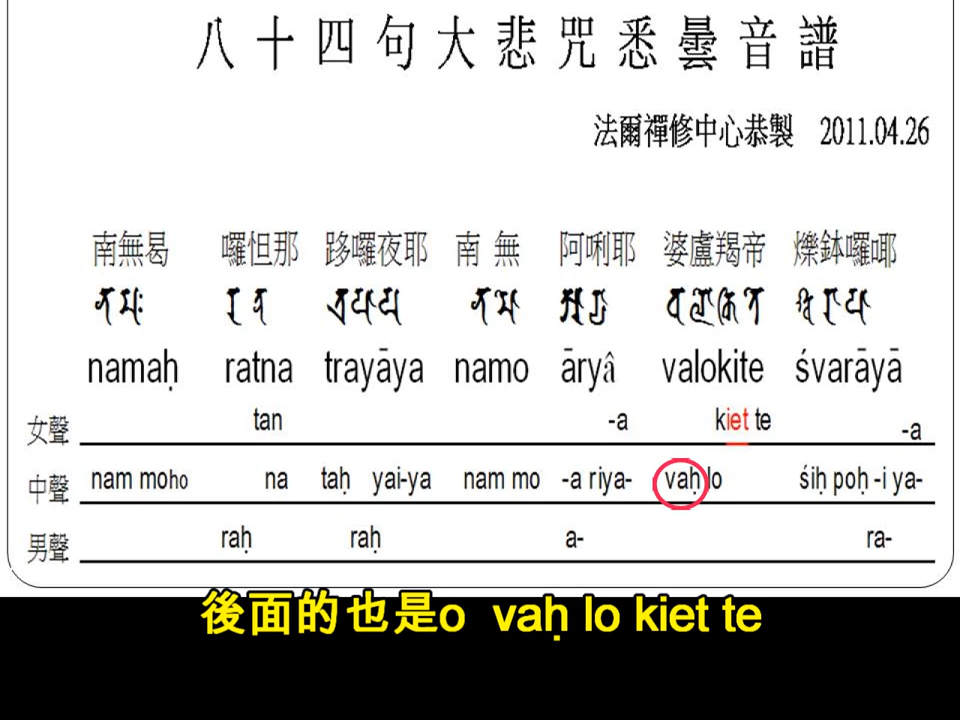 八十四句大悲咒悉曇音譜
法爾禪修中心恭製 2011.04.26
南無曷 囉怛那 跢囉夜耶 南 無 阿唎耶 婆盧羯帝 爍鉢囉耶
namaḥ ratna trayāya namo āryâ valokite śvarāyā
女聲 tan -a kiet te -a
中聲 nam moho na taḥ yai-ya nam mo -a riya- vaḥ lo śiḥ poḥ -i ya-
男聲 raḥ raḥ a- ra-
後面的也是o vaḥ lo kiet te